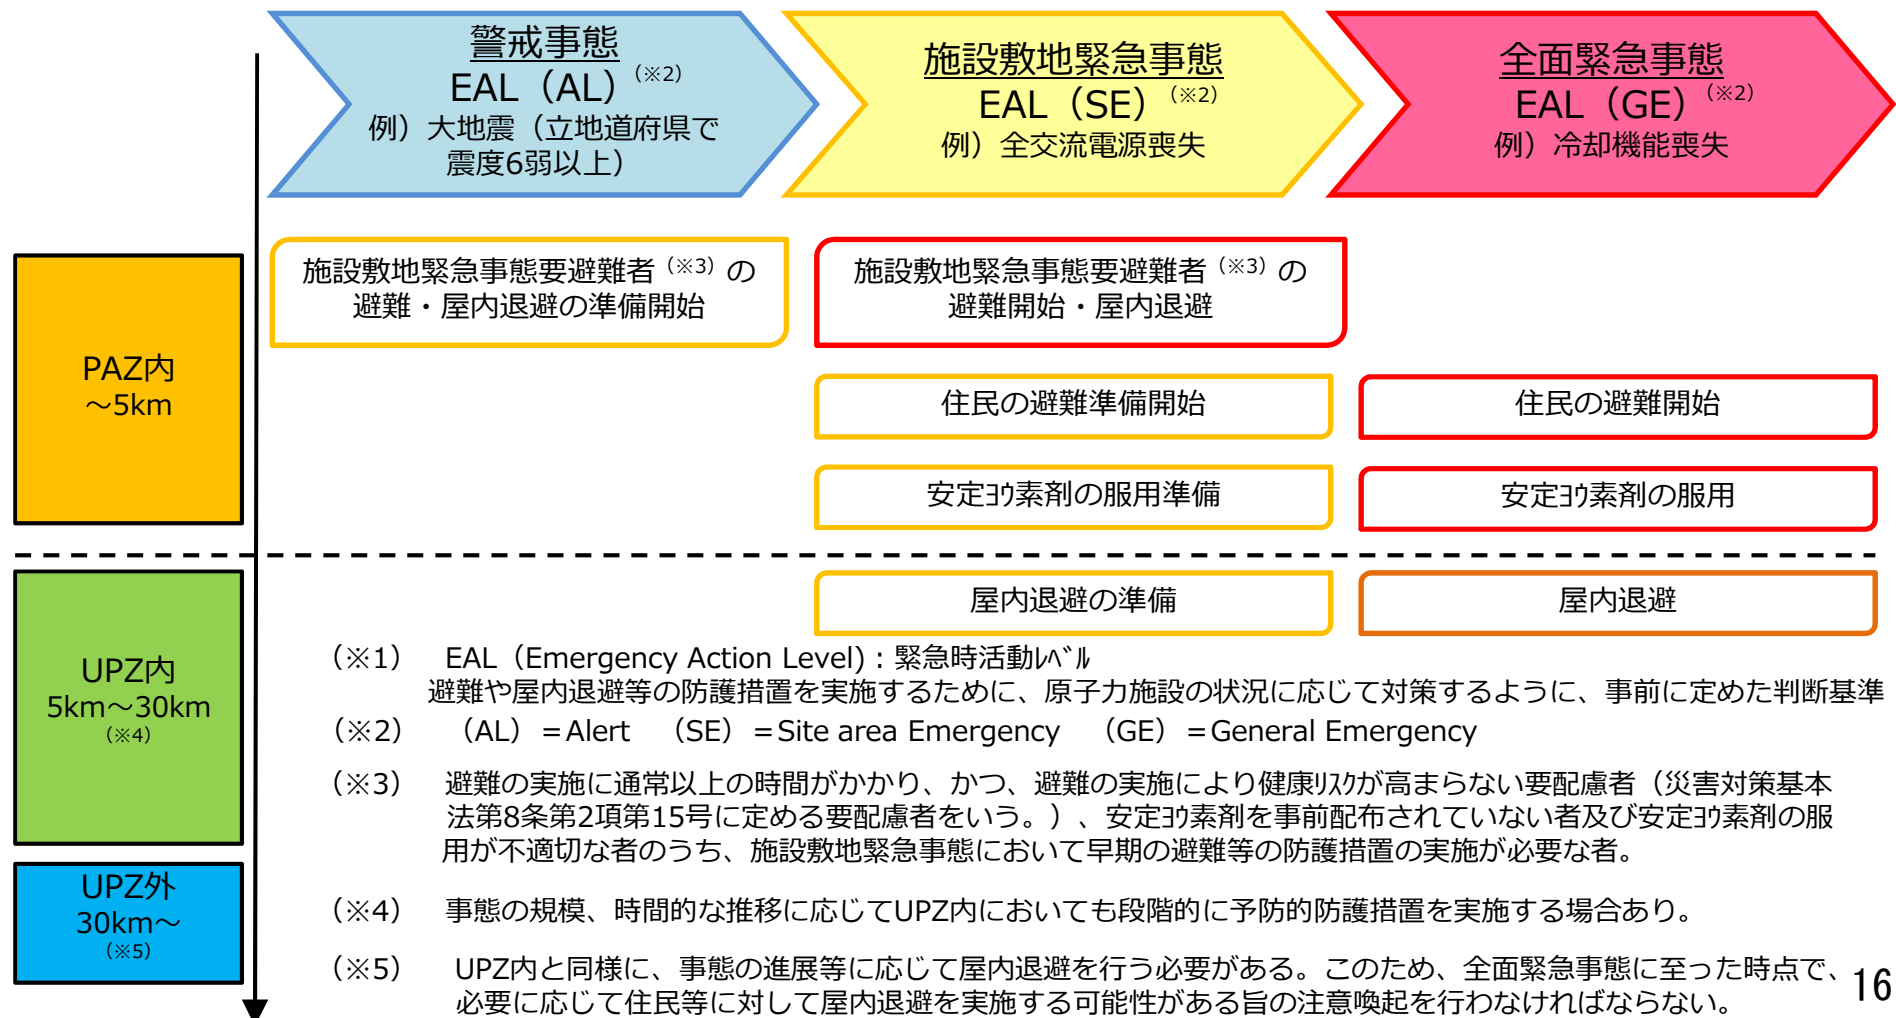 警戒事態
EAL（AL）（※2）
例）大地震（立地道府県で
震度6弱以上）
施設敷地緊急事態
EAL（SE）（※2）
例）全交流電源喪失
全面緊急事態
EAL（GE）（※2）
例）冷却機能喪失
PAZ内
～5km
施設敷地緊急事態要避難者（※3）の
避難・屋内退避の準備開始
施設敷地緊急事態要避難者（※3）の
避難開始・屋内退避
住民の避難準備開始
住民の避難開始
安定ﾖｳ素剤の服用準備
安定ﾖｳ素剤の服用
UPZ内
5km～30km
（※4）
屋内退避の準備
屋内退避
UPZ外
30km～
（※5）
（※1） EAL（Emergency Action Level)：緊急時活動ﾚﾍﾞﾙ
避難や屋内退避等の防護措置を実施するために、原子力施設の状況に応じて対策するように、事前に定めた判断基準
（※2） （AL）＝Alert （SE）＝Site area Emergency （GE）＝General Emergency
（※3） 避難の実施に通常以上の時間がかかり、かつ、避難の実施により健康ﾘｽｸが高まらない要配慮者（災害対策基本
法第8条第2項第15号に定める要配慮者をいう。）、安定ﾖｳ素剤を事前配布されていない者及び安定ﾖｳ素剤の服
用が不適切な者のうち、施設敷地緊急事態において早期の避難等の防護措置の実施が必要な者。
（※4） 事態の規模、時間的な推移に応じてUPZ内においても段階的に予防的防護措置を実施する場合あり。
（※5） UPZ内と同様に、事態の進展等に応じて屋内退避を行う必要がある。このため、全面緊急事態に至った時点で、
必要に応じて住民等に対して屋内退避を実施する可能性がある旨の注意喚起を行わなければならない。
16